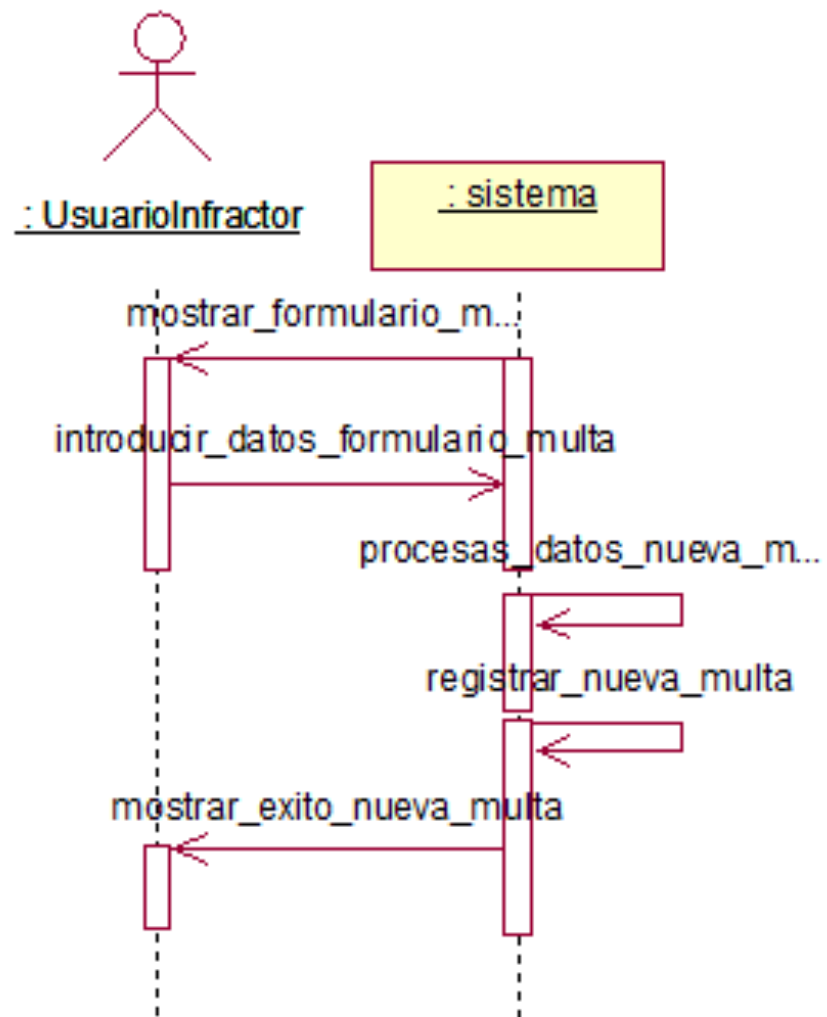 : UsuarioInfractor
: sistema
mostrar_formulario_m...
introducir_datos_formulario_multa
procesas_datos_nueva_m...
registrar_nueva_multa
mostrar_exito_nueva_multa